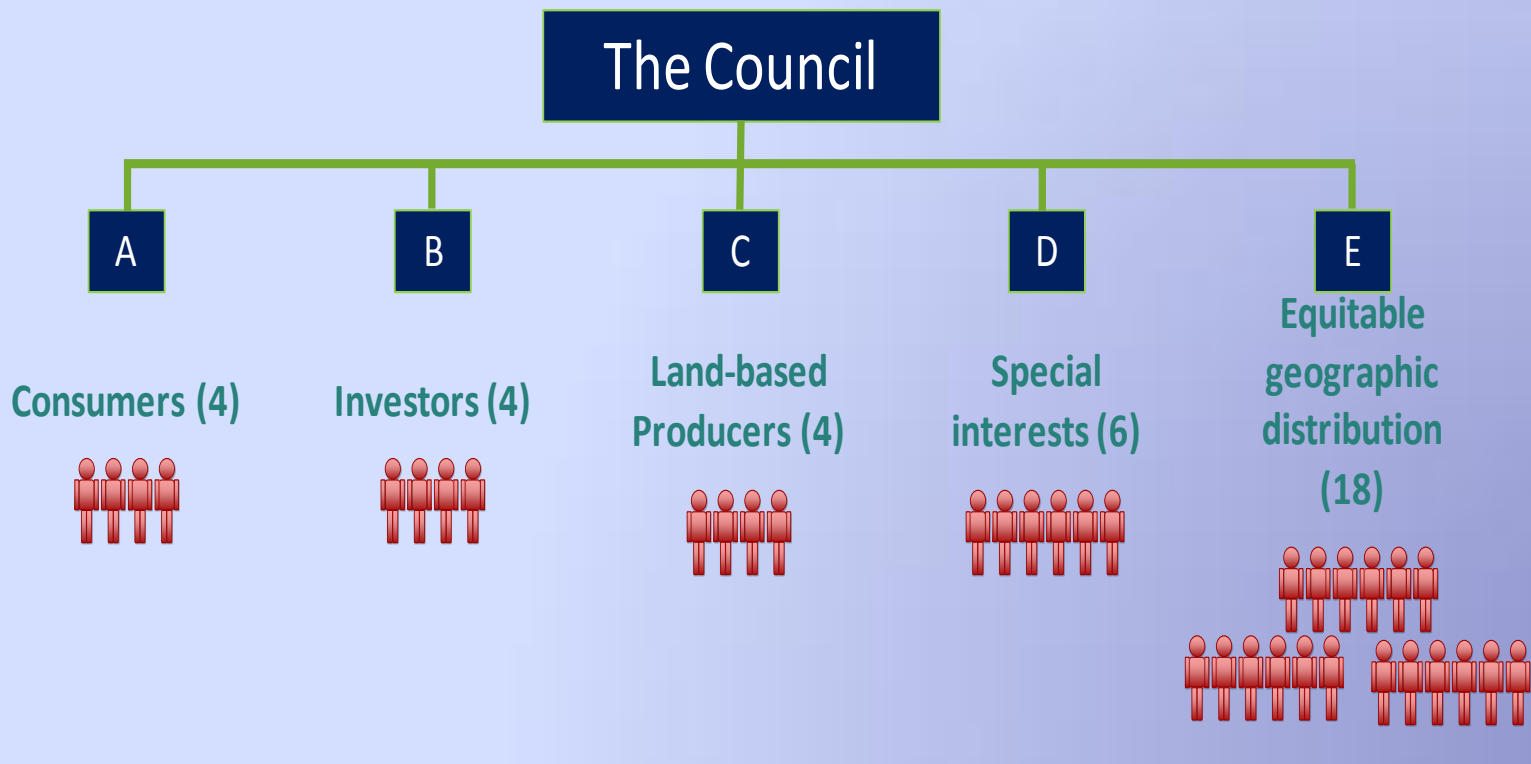 The Council
A
B
C
D
E
Consumers (4)
Investors (4)
Land-based
Producers (4)
Special
interests (6)
Equitable
geographic
distribution
(18)